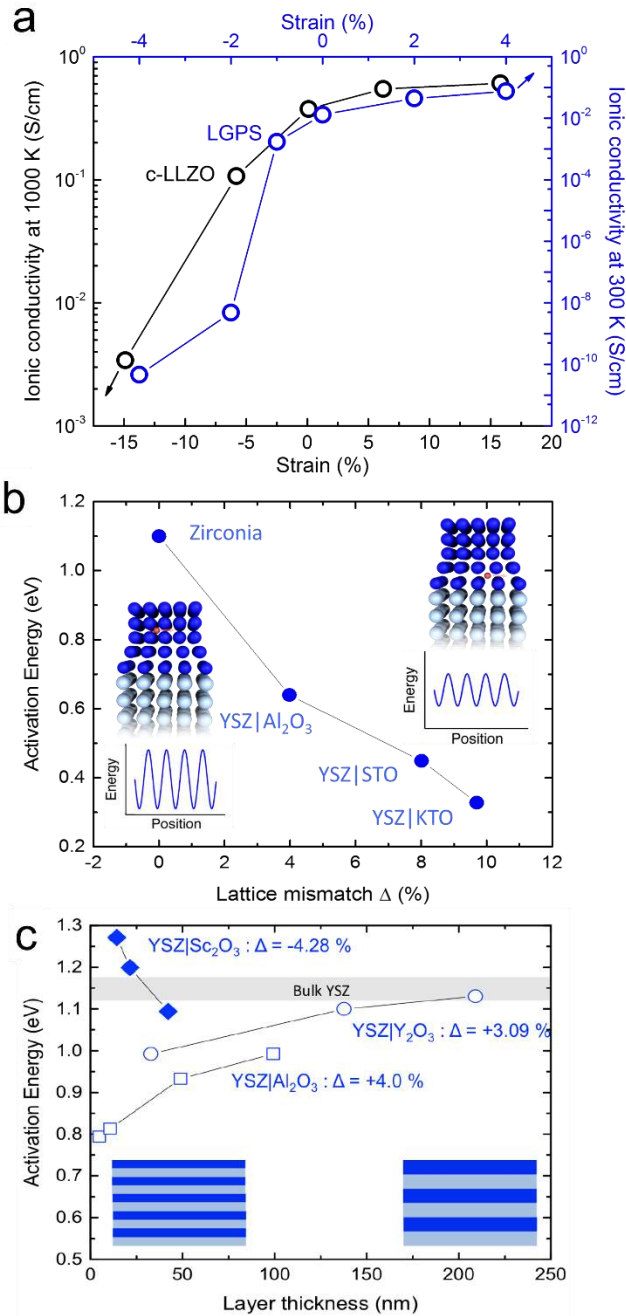 a
Strain (%)
-4 -2 0 2 4
10⁰ 10⁰
Ionic conductivity at 1000 K (S/cm)
LGPS
c-LLZO
10⁻¹
10⁻²
10⁻³
10⁻²
10⁻⁴
10⁻⁶
10⁻⁸
10⁻¹⁰
10⁻¹²
Ionic conductivity at 300 K (S/cm)
-15 -10 -5 0 5 10 15 20
Strain (%)
b
1.2
1.0
0.8
0.6
0.4
0.2
Activation Energy (eV)
Zirconia
Energy
Position
YSZ|Al₂O₃
Energy
Position
YSZ|STO
YSZ|KTO
-2 0 2 4 6 8 10 12
Lattice mismatch Δ (%)
c
1.3
1.2
1.1
1.0
0.9
0.8
0.7
0.6
0.5
Activation Energy (eV)
YSZ|Sc₂O₃ : Δ = -4.28 %
Bulk YSZ
YSZ|Y₂O₃ : Δ = +3.09 %
YSZ|Al₂O₃ : Δ = +4.0 %
0 50 100 150 200 250
Layer thickness (nm)